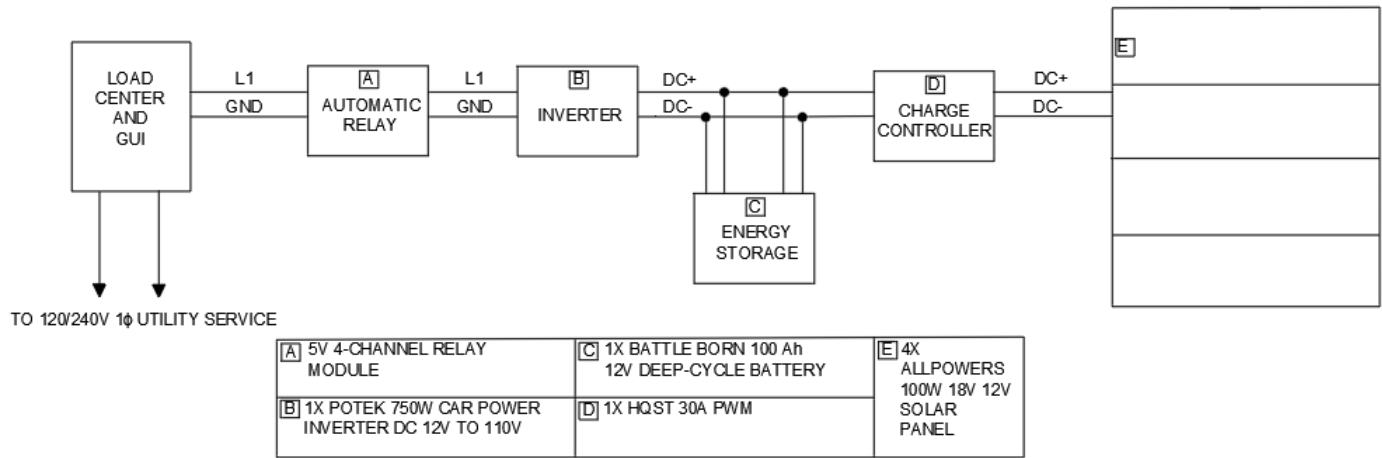 LOAD
CENTER
AND
GUI
L1
GND
A
AUTOMATIC
RELAY
L1
GND
B
INVERTER
DC+
DC-
C
ENERGY
STORAGE
D
CHARGE
CONTROLLER
DC+
DC-
E
TO 120/240V 1ϕ UTILITY SERVICE
A 5V 4-CHANNEL RELAY
MODULE
B 1X POTEK 750W CAR POWER
INVERTER DC 12V TO 110V
C 1X BATTLE BORN 100 Ah
12V DEEP-CYCLE BATTERY
D 1X HQST 30A PWM
E 4X
ALLPOWERS
100W 18V 12V
SOLAR
PANEL